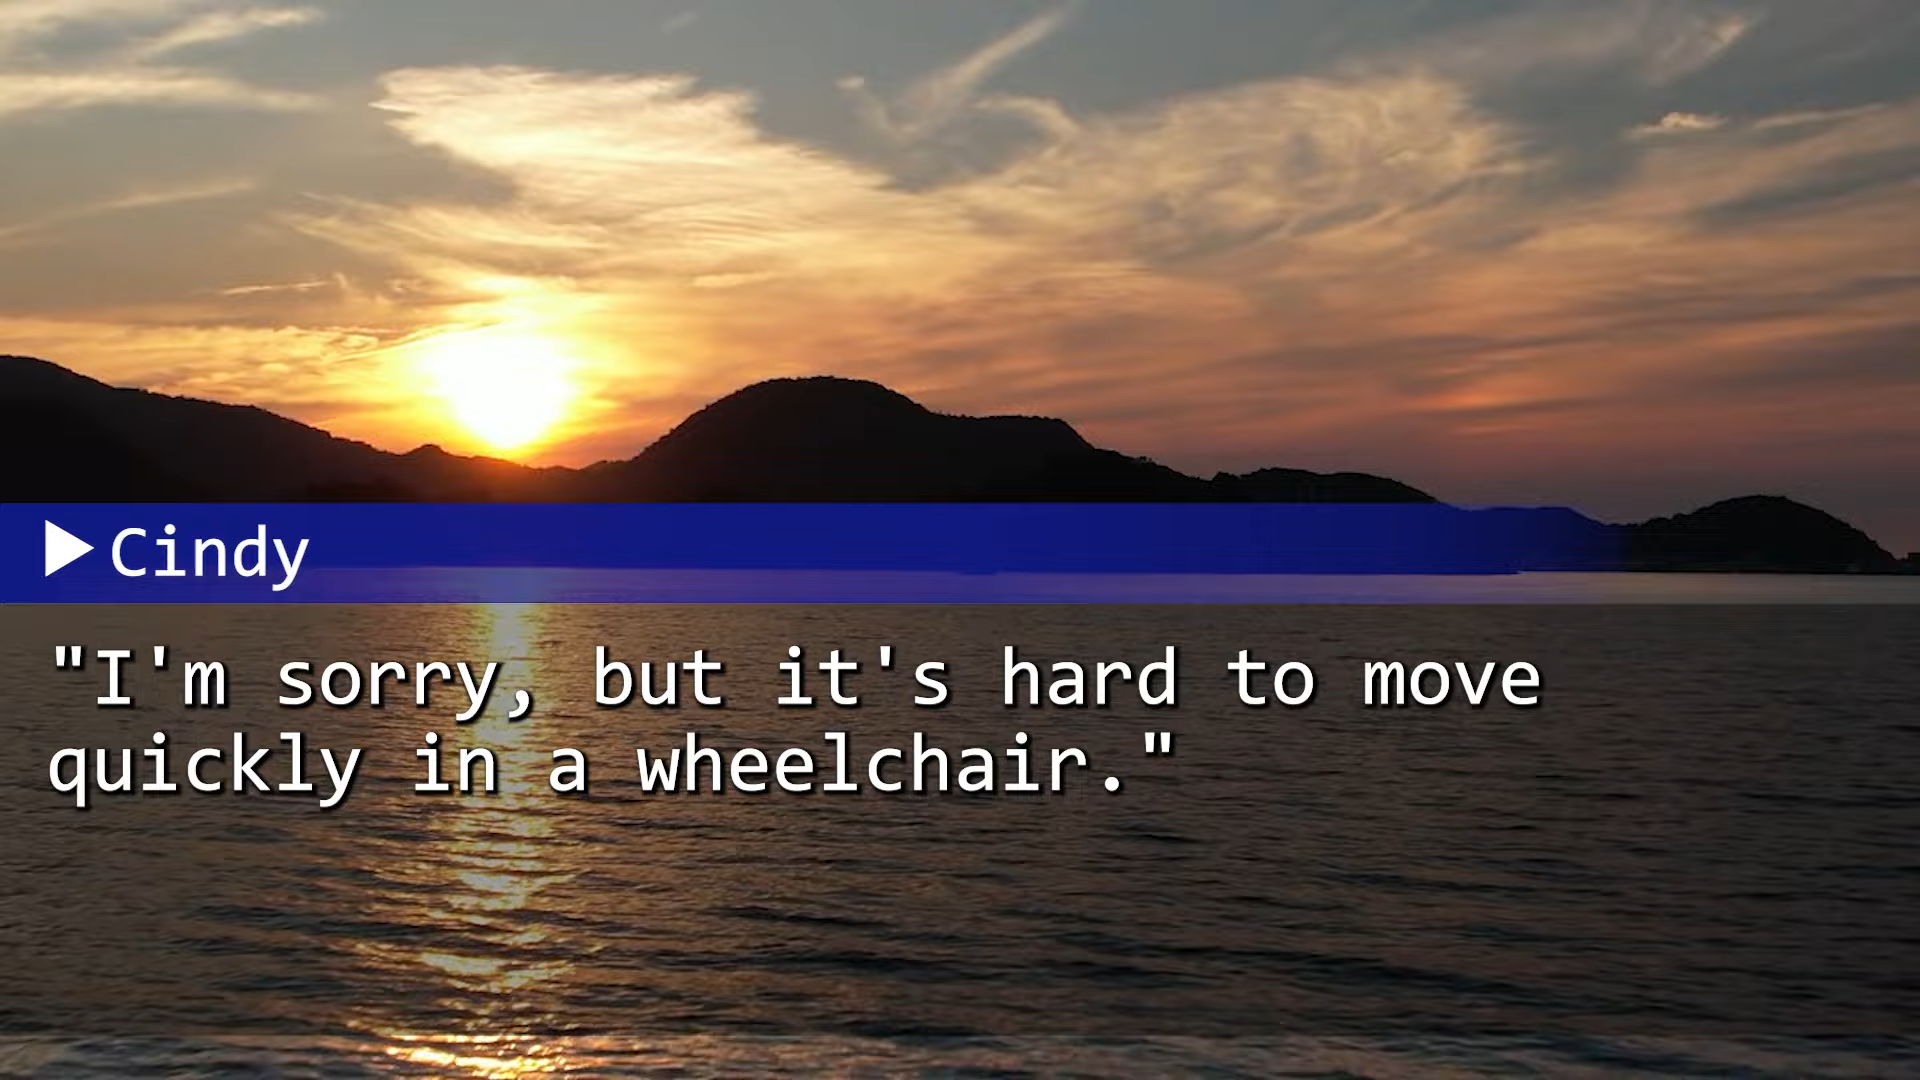 Cindy
"I'm sorry, but it's hard to move
quickly in a wheelchair."